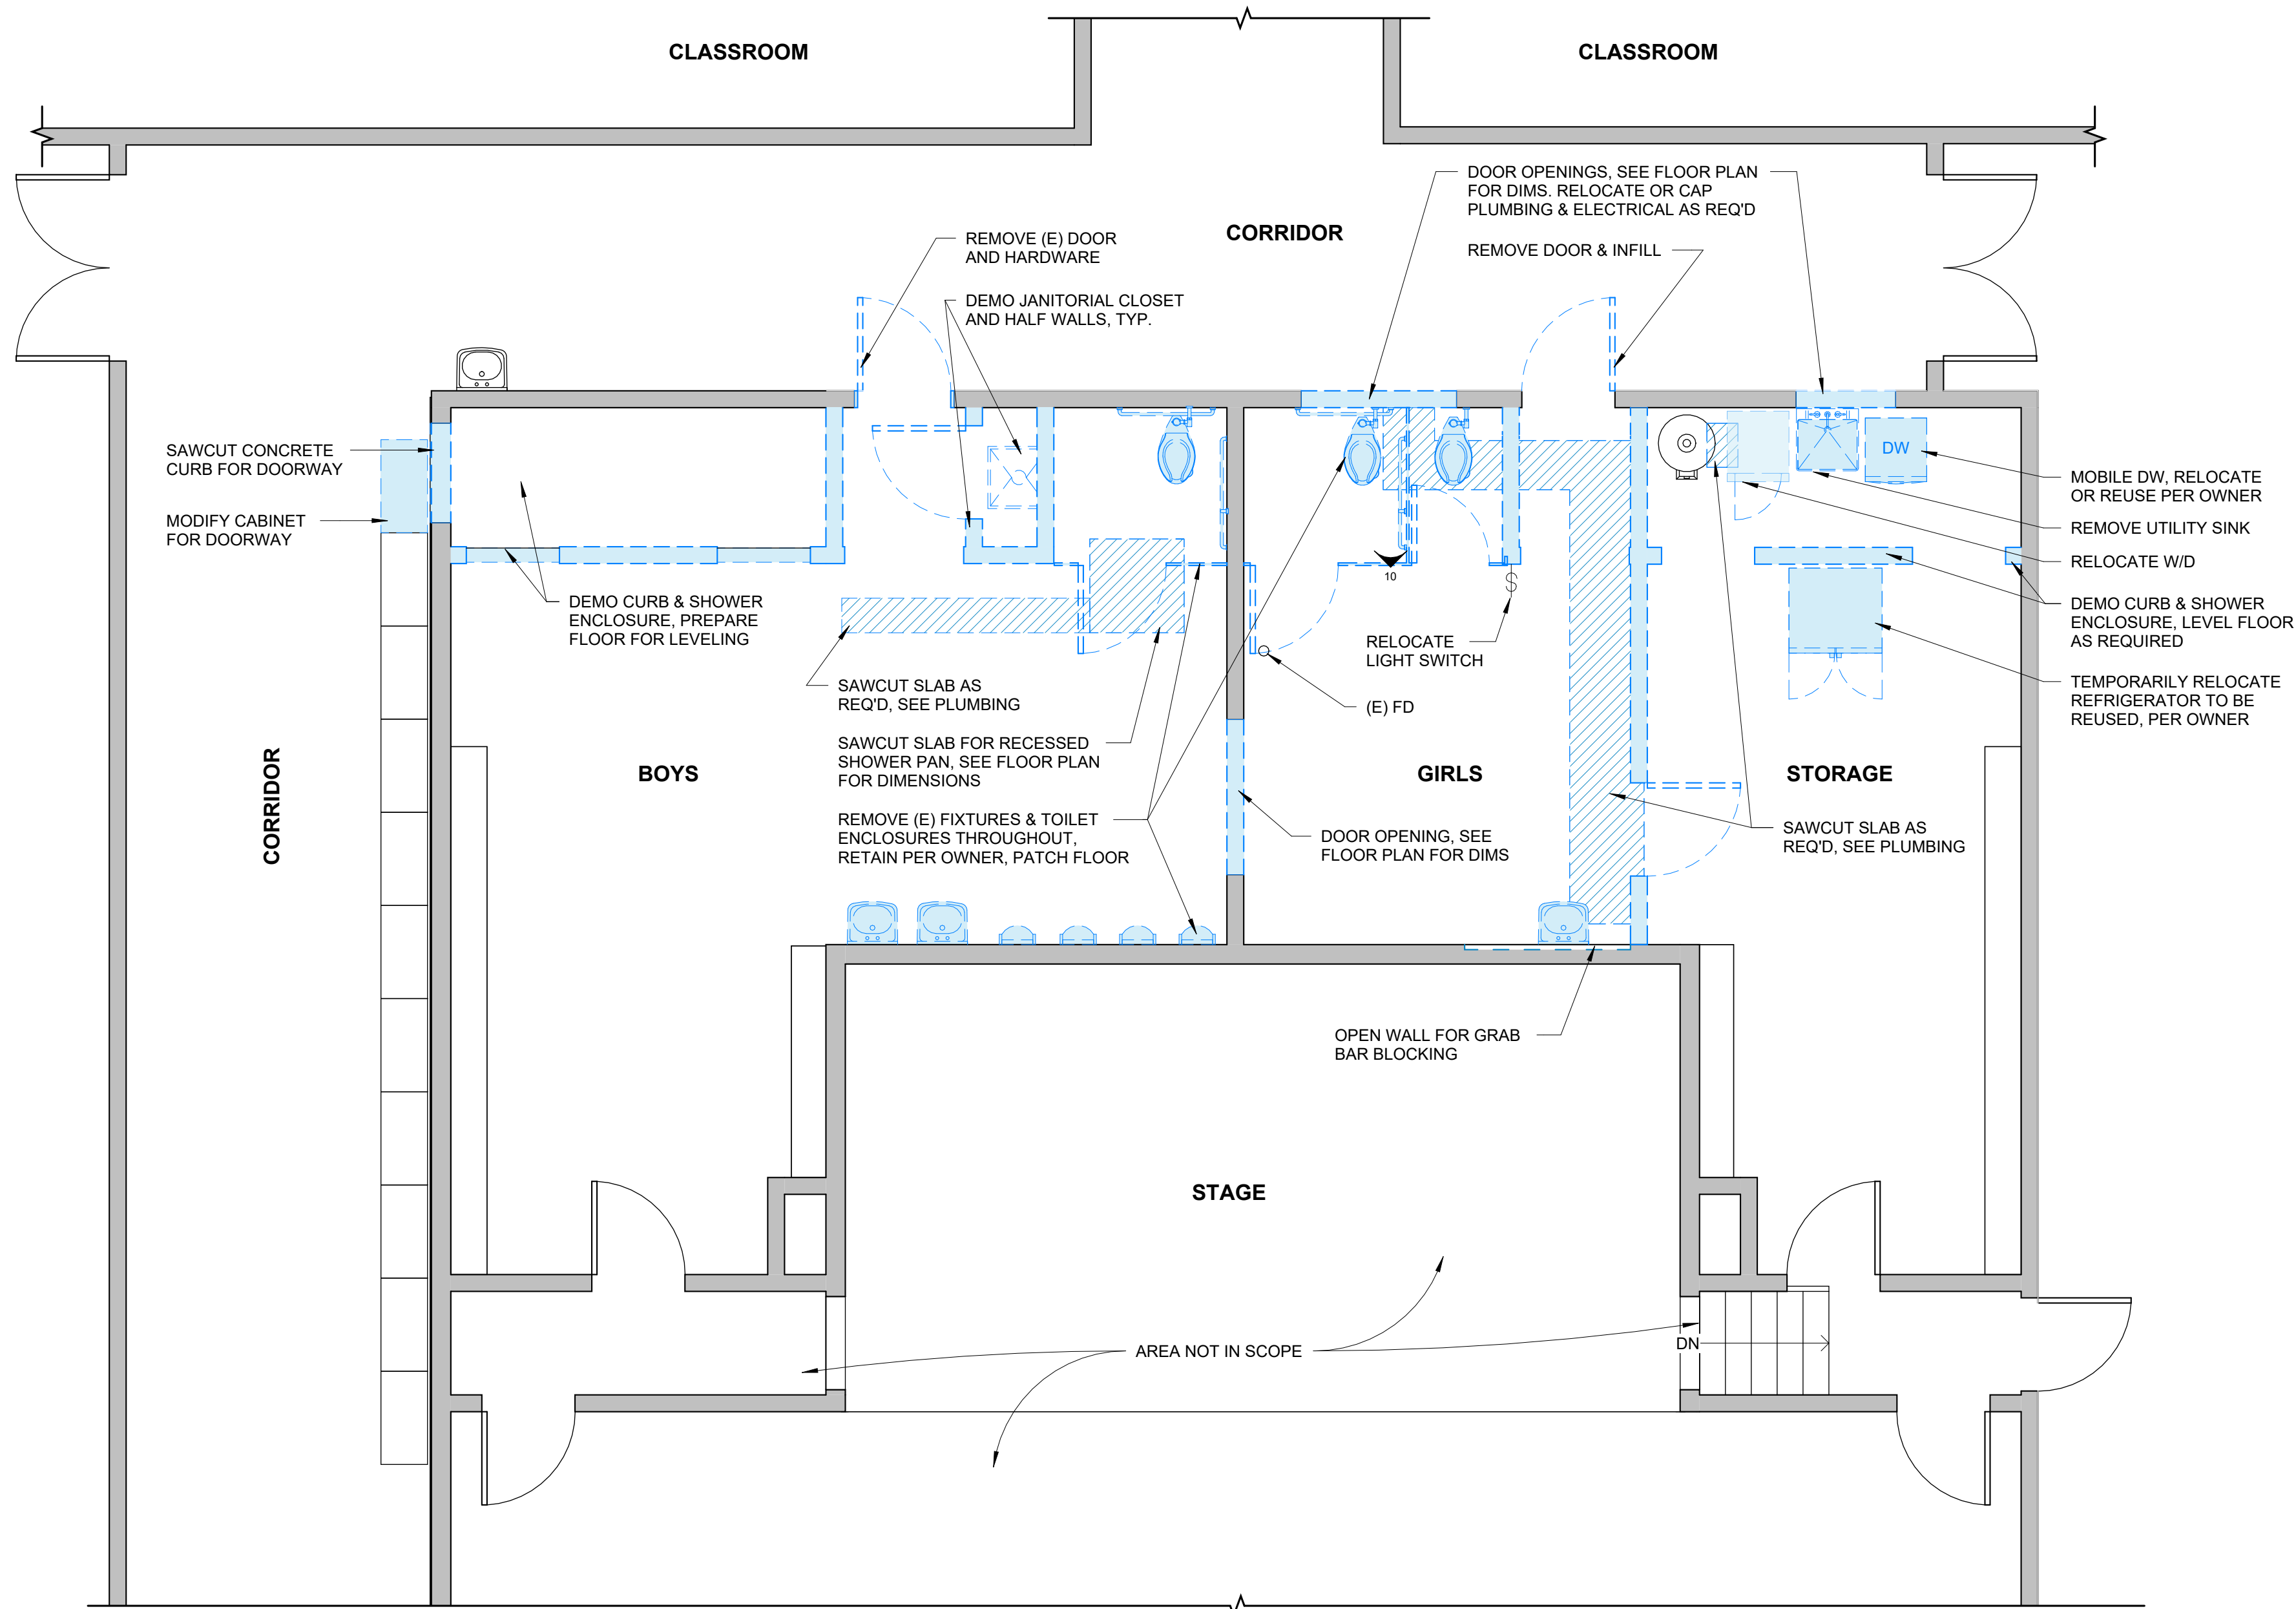 CLASSROOM
CLASSROOM
DOOR OPENINGS, SEE FLOOR PLAN
FOR DIMS. RELOCATE OR CAP
PLUMBING & ELECTRICAL AS REQ'D
CORRIDOR
REMOVE (E) DOOR
AND HARDWARE
REMOVE DOOR & INFILL
DEMO JANITORIAL CLOSET
AND HALF WALLS, TYP.
SAWCUT CONCRETE
CURB FOR DOORWAY
MODIFY CABINET
FOR DOORWAY
DW
MOBILE DW, RELOCATE
OR REUSE PER OWNER
REMOVE UTILITY SINK
RELOCATE W/D
10
S
DEMO CURB & SHOWER
ENCLOSURE, PREPARE
FLOOR FOR LEVELING
DEMO CURB & SHOWER
ENCLOSURE, LEVEL FLOOR
AS REQUIRED
RELOCATE
LIGHT SWITCH
TEMPORARILY RELOCATE
REFRIGERATOR TO BE
REUSED, PER OWNER
SAWCUT SLAB AS
REQ'D, SEE PLUMBING
(E) FD
SAWCUT SLAB FOR RECESSED
SHOWER PAN, SEE FLOOR PLAN
FOR DIMENSIONS
CORRIDOR
BOYS
GIRLS
STORAGE
REMOVE (E) FIXTURES & TOILET
ENCLOSURES THROUGHOUT,
RETAIN PER OWNER, PATCH FLOOR
DOOR OPENING, SEE
FLOOR PLAN FOR DIMS
SAWCUT SLAB AS
REQ'D, SEE PLUMBING
OPEN WALL FOR GRAB
BAR BLOCKING
STAGE
AREA NOT IN SCOPE
DN